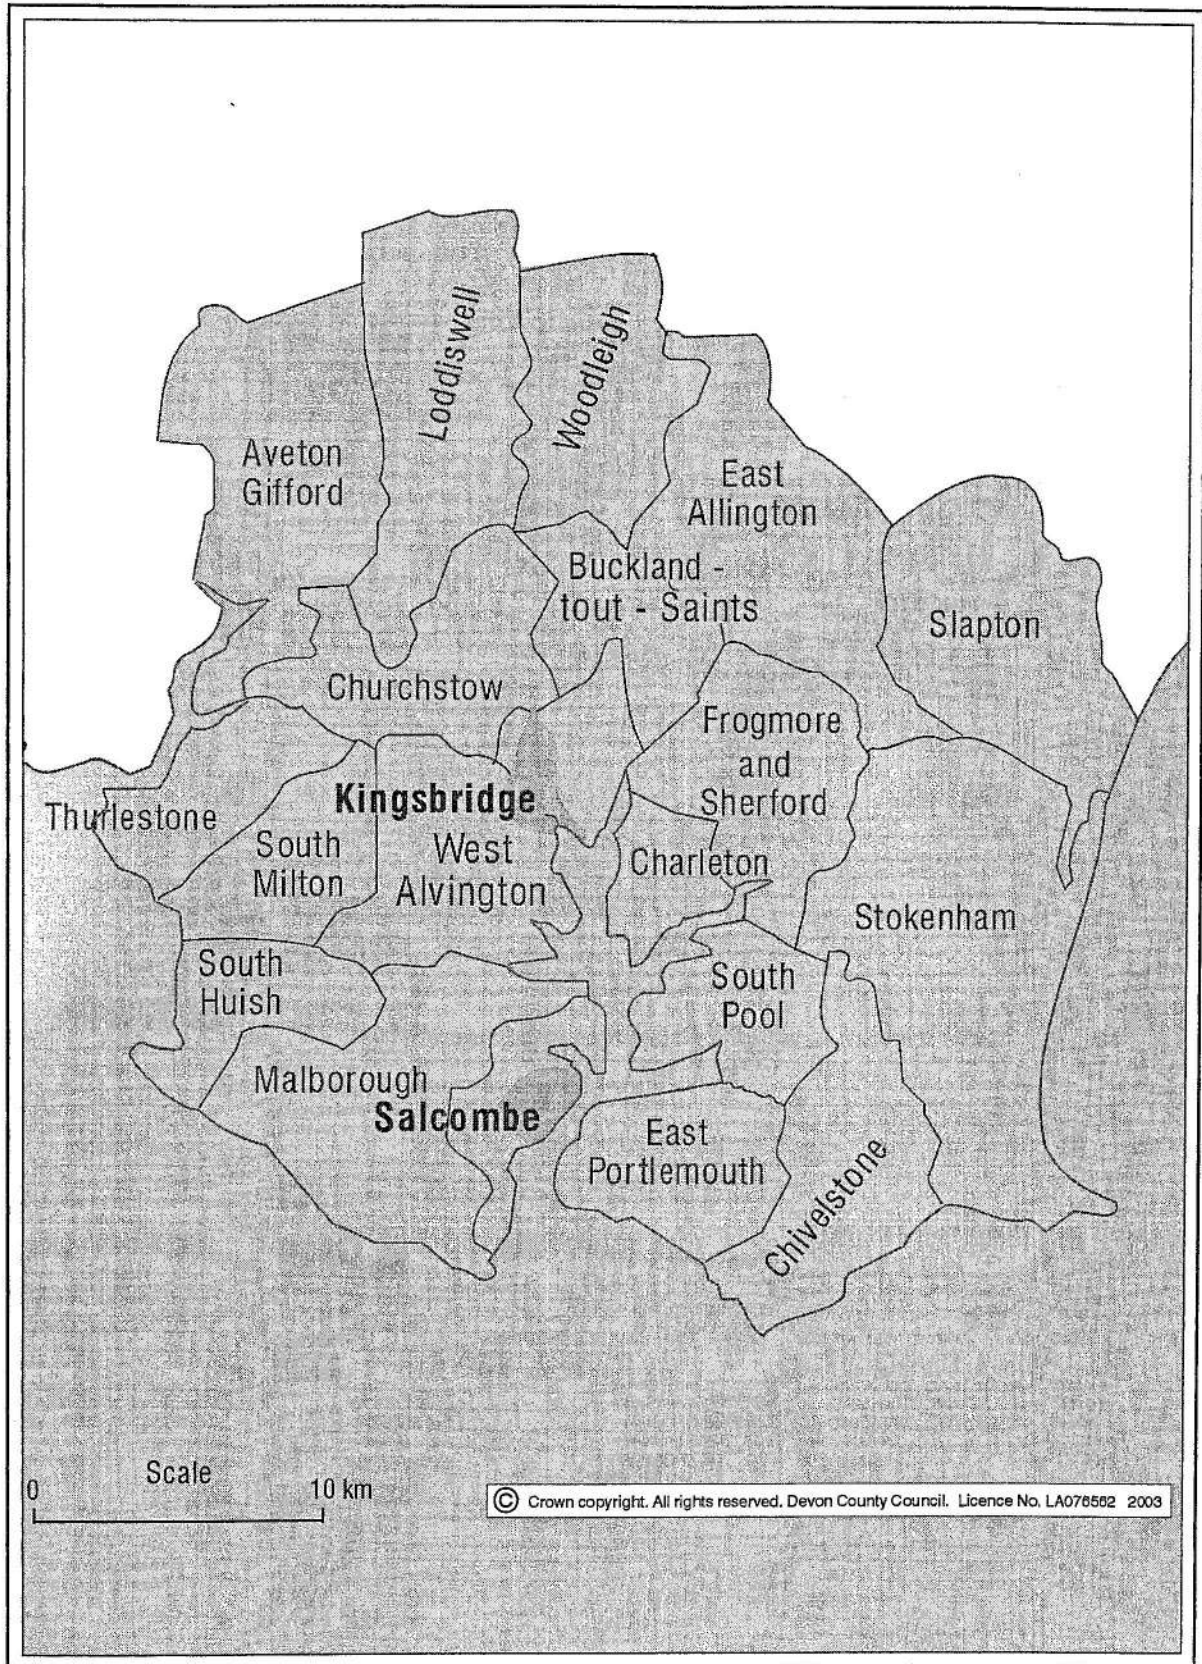 Loddiswell
Woodleigh
Aveton
Gifford
East
Allington
Buckland -
tout - Saints
Slapton
Churchstow
Frogmore
and
Sherford
Thurlestone
Kingsbridge
South
Milton
West
Alvington
Charleton
Stokenham
South
Huish
South
Pool
Malborough
Salcombe
East
Portlemouth
Chivelstone
Scale
0 10 km
© Crown copyright. All rights reserved. Devon County Council. Licence No. LA076562 2003